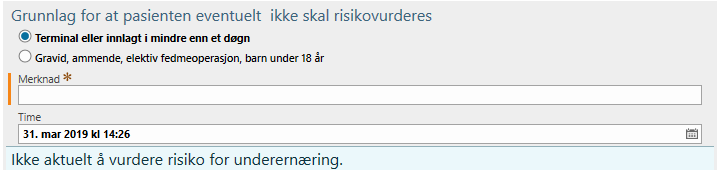 Grunnlag for at pasienten eventuelt ikke skal risikovurderes
Terminal eller innlagt i mindre enn et døgn
Gravid, ammende, elektiv fedmeoperasjon, barn under 18 år
Merknad *
Time
31. mar 2019 kl 14:26
Ikke aktuelt å vurdere risiko for underernæring.